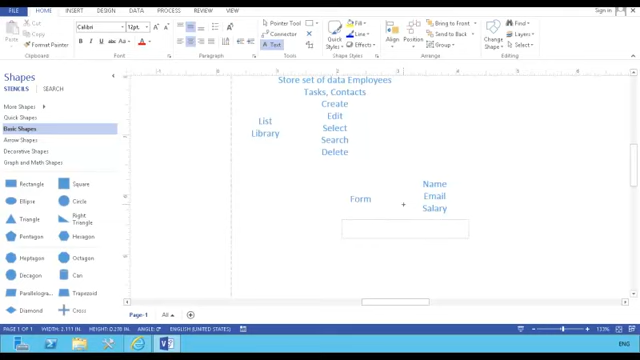 FILE HOME INSERT DESIGN DATA PROCESS REVIEW VIEW Sign in
Calibri 12pt. Pointer Tool Fill Bring to Front Find
Cut Copy Connector Line Send to Back Layers
Paste Format Painter B I U A Text Quick Styles Effects Align Position Group Change Shape Select
Clipboard Font Paragraph Tools Shape Styles Arrange Editing
Shapes
STENCILS SEARCH
More Shapes
Quick Shapes
Basic Shapes
Arrow Shapes
Decorative Shapes
Graph and Math Shapes
Rectangle Square
Ellipse Circle
Triangle Right Triangle
Pentagon Hexagon
Heptagon Octagon
Decagon Can
Parallelogra... Trapezoid
Diamond Cross
Store set of data Employees
Tasks, Contacts
Create
Edit
Select
Search
Delete
List
Library
Form
Name
Email
Salary
Page-1 All
PAGE 1 OF 1 WIDTH: 2.111 in. HEIGHT: 0.278 in. ANGLE: 0° ENGLISH (UNITED STATES) 133%
ENG